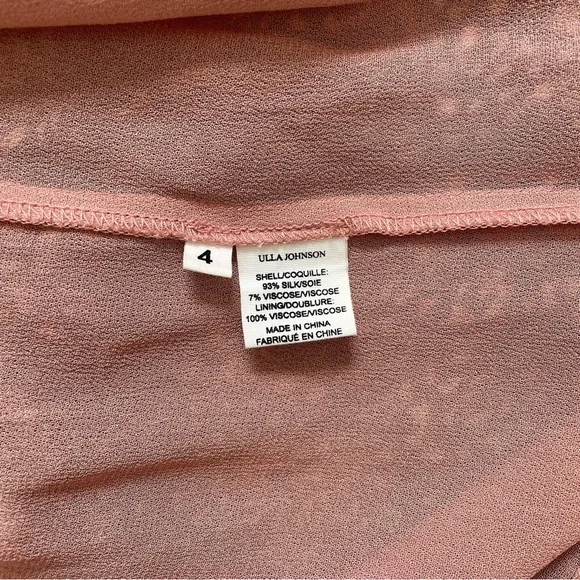 4
ULLA JOHNSON
SHELL/COQUILLE:
93% SILK/SOIE
7% VISCOSE/VISCOSE
LINING/DOUBLURE:
100% VISCOSE/VISCOSE
MADE IN CHINA
FABRIQUÉ EN CHINE